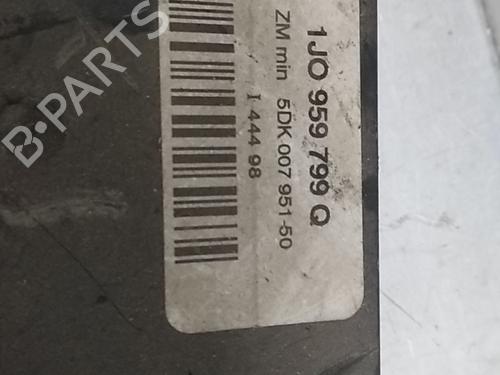 1JO 959 799 Q
ZM min 5DK 007 951-50
I 444 98
B-PARTS